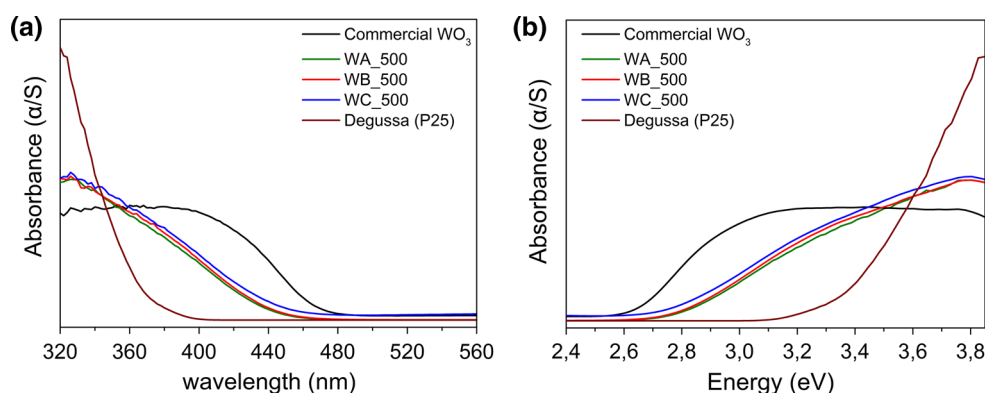 (a)
Commercial WO₃
WA_500
WB_500
WC_500
Degussa (P25)
Absorbance (α/S)
320 360 400 440 480 520 560
wavelength (nm)
(b)
Commercial WO₃
WA_500
WB_500
WC_500
Degussa (P25)
Absorbance (α/S)
2,4 2,6 2,8 3,0 3,2 3,4 3,6 3,8
Energy (eV)